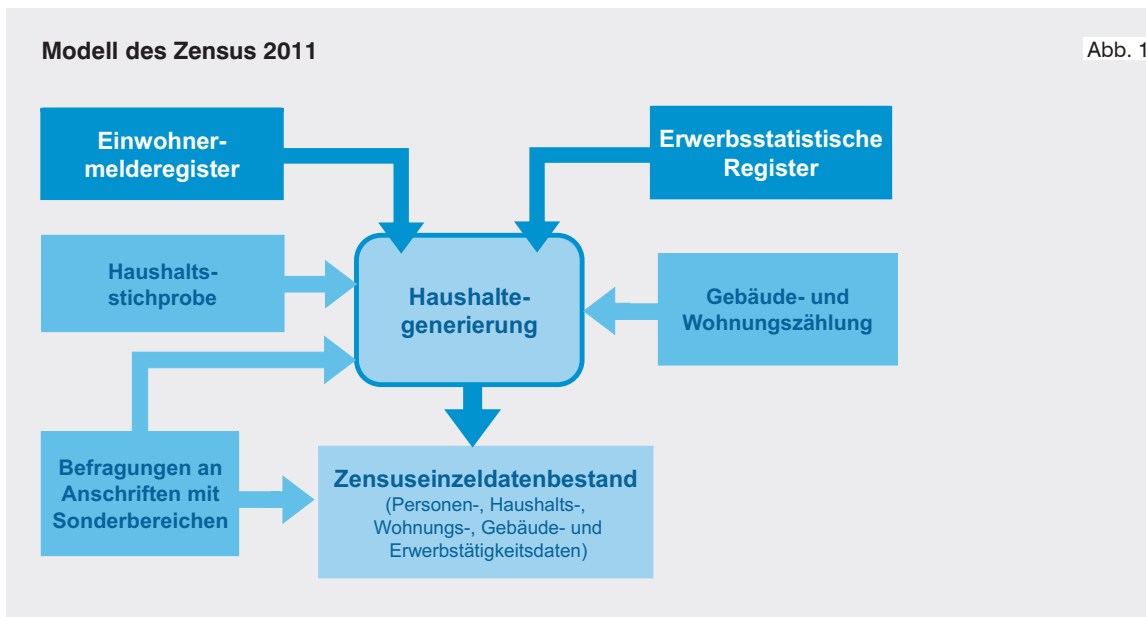 Modell des Zensus 2011
Abb. 1
Einwohner-
melderegister
Erwerbsstatistische
Register
Haushalts-
stichprobe
Haushalte-
generierung
Gebäude- und
Wohnungszählung
Befragungen an
Anschriften mit
Sonderbereichen
Zensuseinzeldatenbestand
(Personen-, Haushalts-,
Wohnungs-, Gebäude- und
Erwerbstätigkeitsdaten)